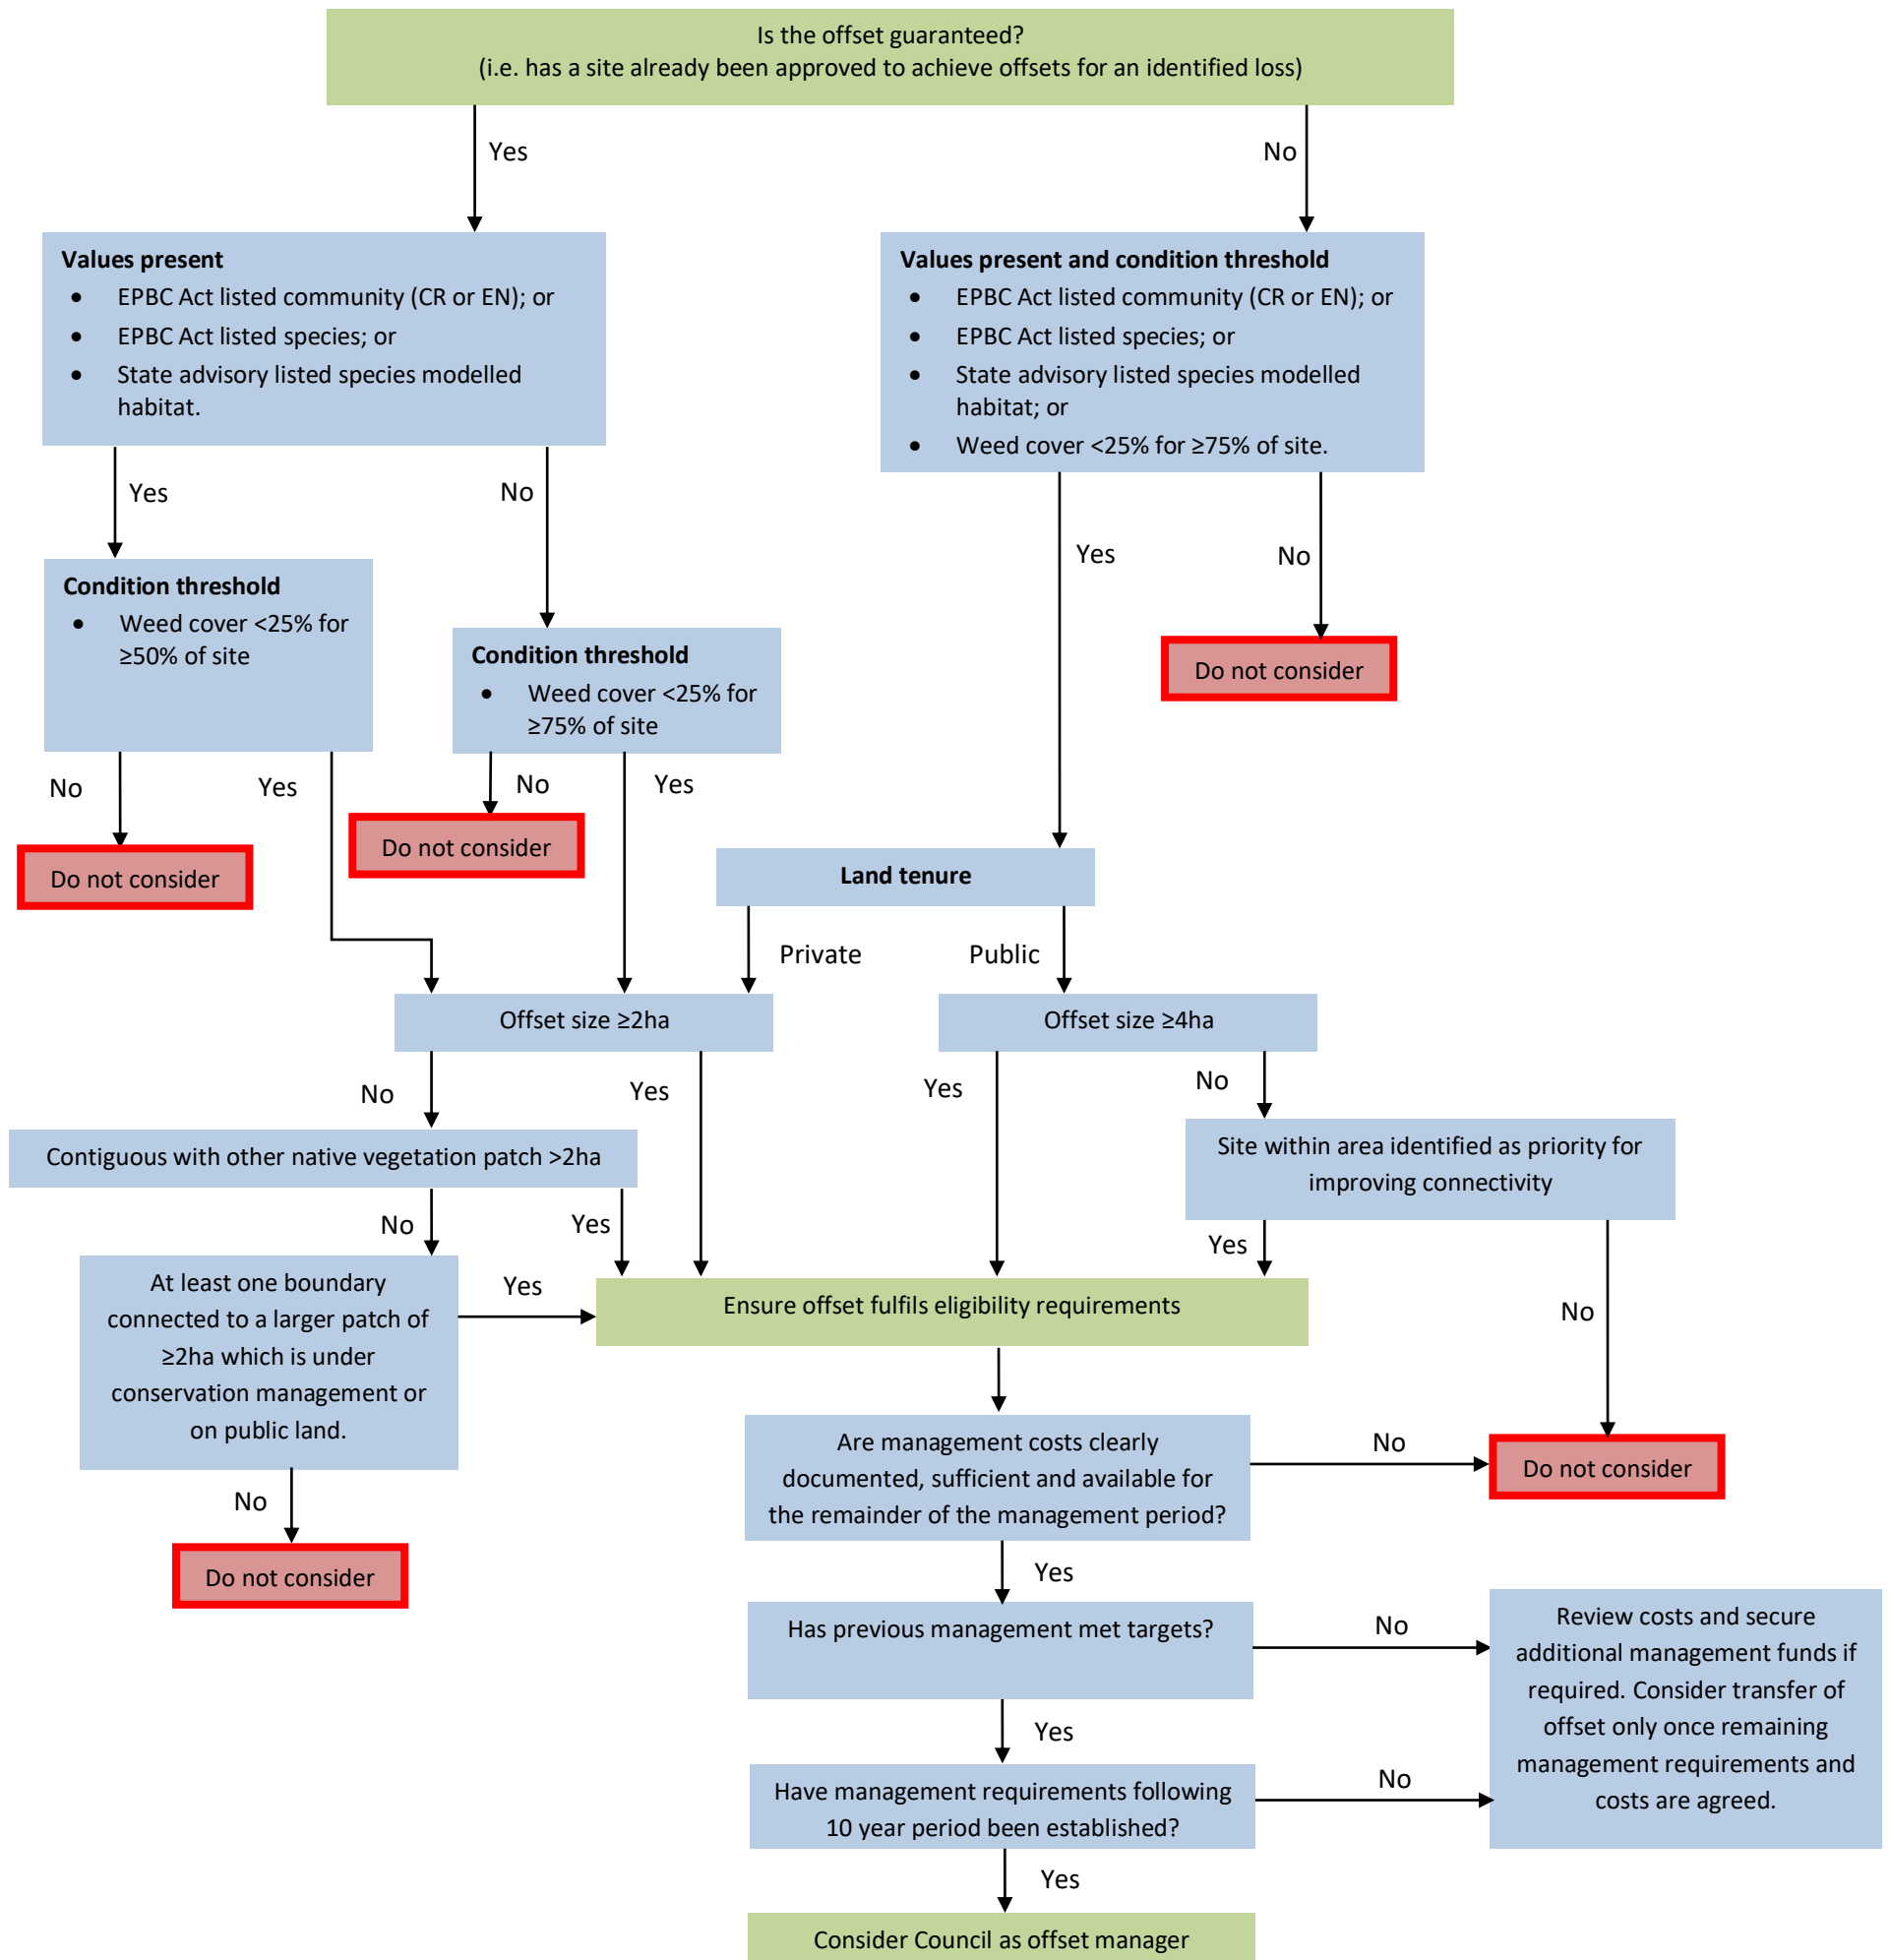 Is the offset guaranteed?
(i.e. has a site already been approved to achieve offsets for an identified loss)
Yes
No
Values present
• EPBC Act listed community (CR or EN); or
• EPBC Act listed species; or
• State advisory listed species modelled
habitat.
Values present and condition threshold
• EPBC Act listed community (CR or EN); or
• EPBC Act listed species; or
• State advisory listed species modelled
habitat; or
• Weed cover <25% for ≥75% of site.
Yes
No
Yes
No
Condition threshold
• Weed cover <25% for
≥50% of site
Condition threshold
• Weed cover <25% for
≥75% of site
Do not consider
No
Yes
No
Yes
Do not consider
Do not consider
Land tenure
Private
Public
Offset size ≥2ha
Offset size ≥4ha
No
Yes
Yes
No
Contiguous with other native vegetation patch >2ha
Site within area identified as priority for
improving connectivity
No
Yes
Yes
No
At least one boundary
connected to a larger patch of
≥2ha which is under
conservation management or
on public land.
Yes
Ensure offset fulfils eligibility requirements
No
Do not consider
Are management costs clearly
documented, sufficient and available for
the remainder of the management period?
No
Do not consider
Yes
Has previous management met targets?
No
Review costs and secure
additional management funds if
required. Consider transfer of
offset only once remaining
management requirements and
costs are agreed.
Yes
Have management requirements following
10 year period been established?
No
Yes
Consider Council as offset manager